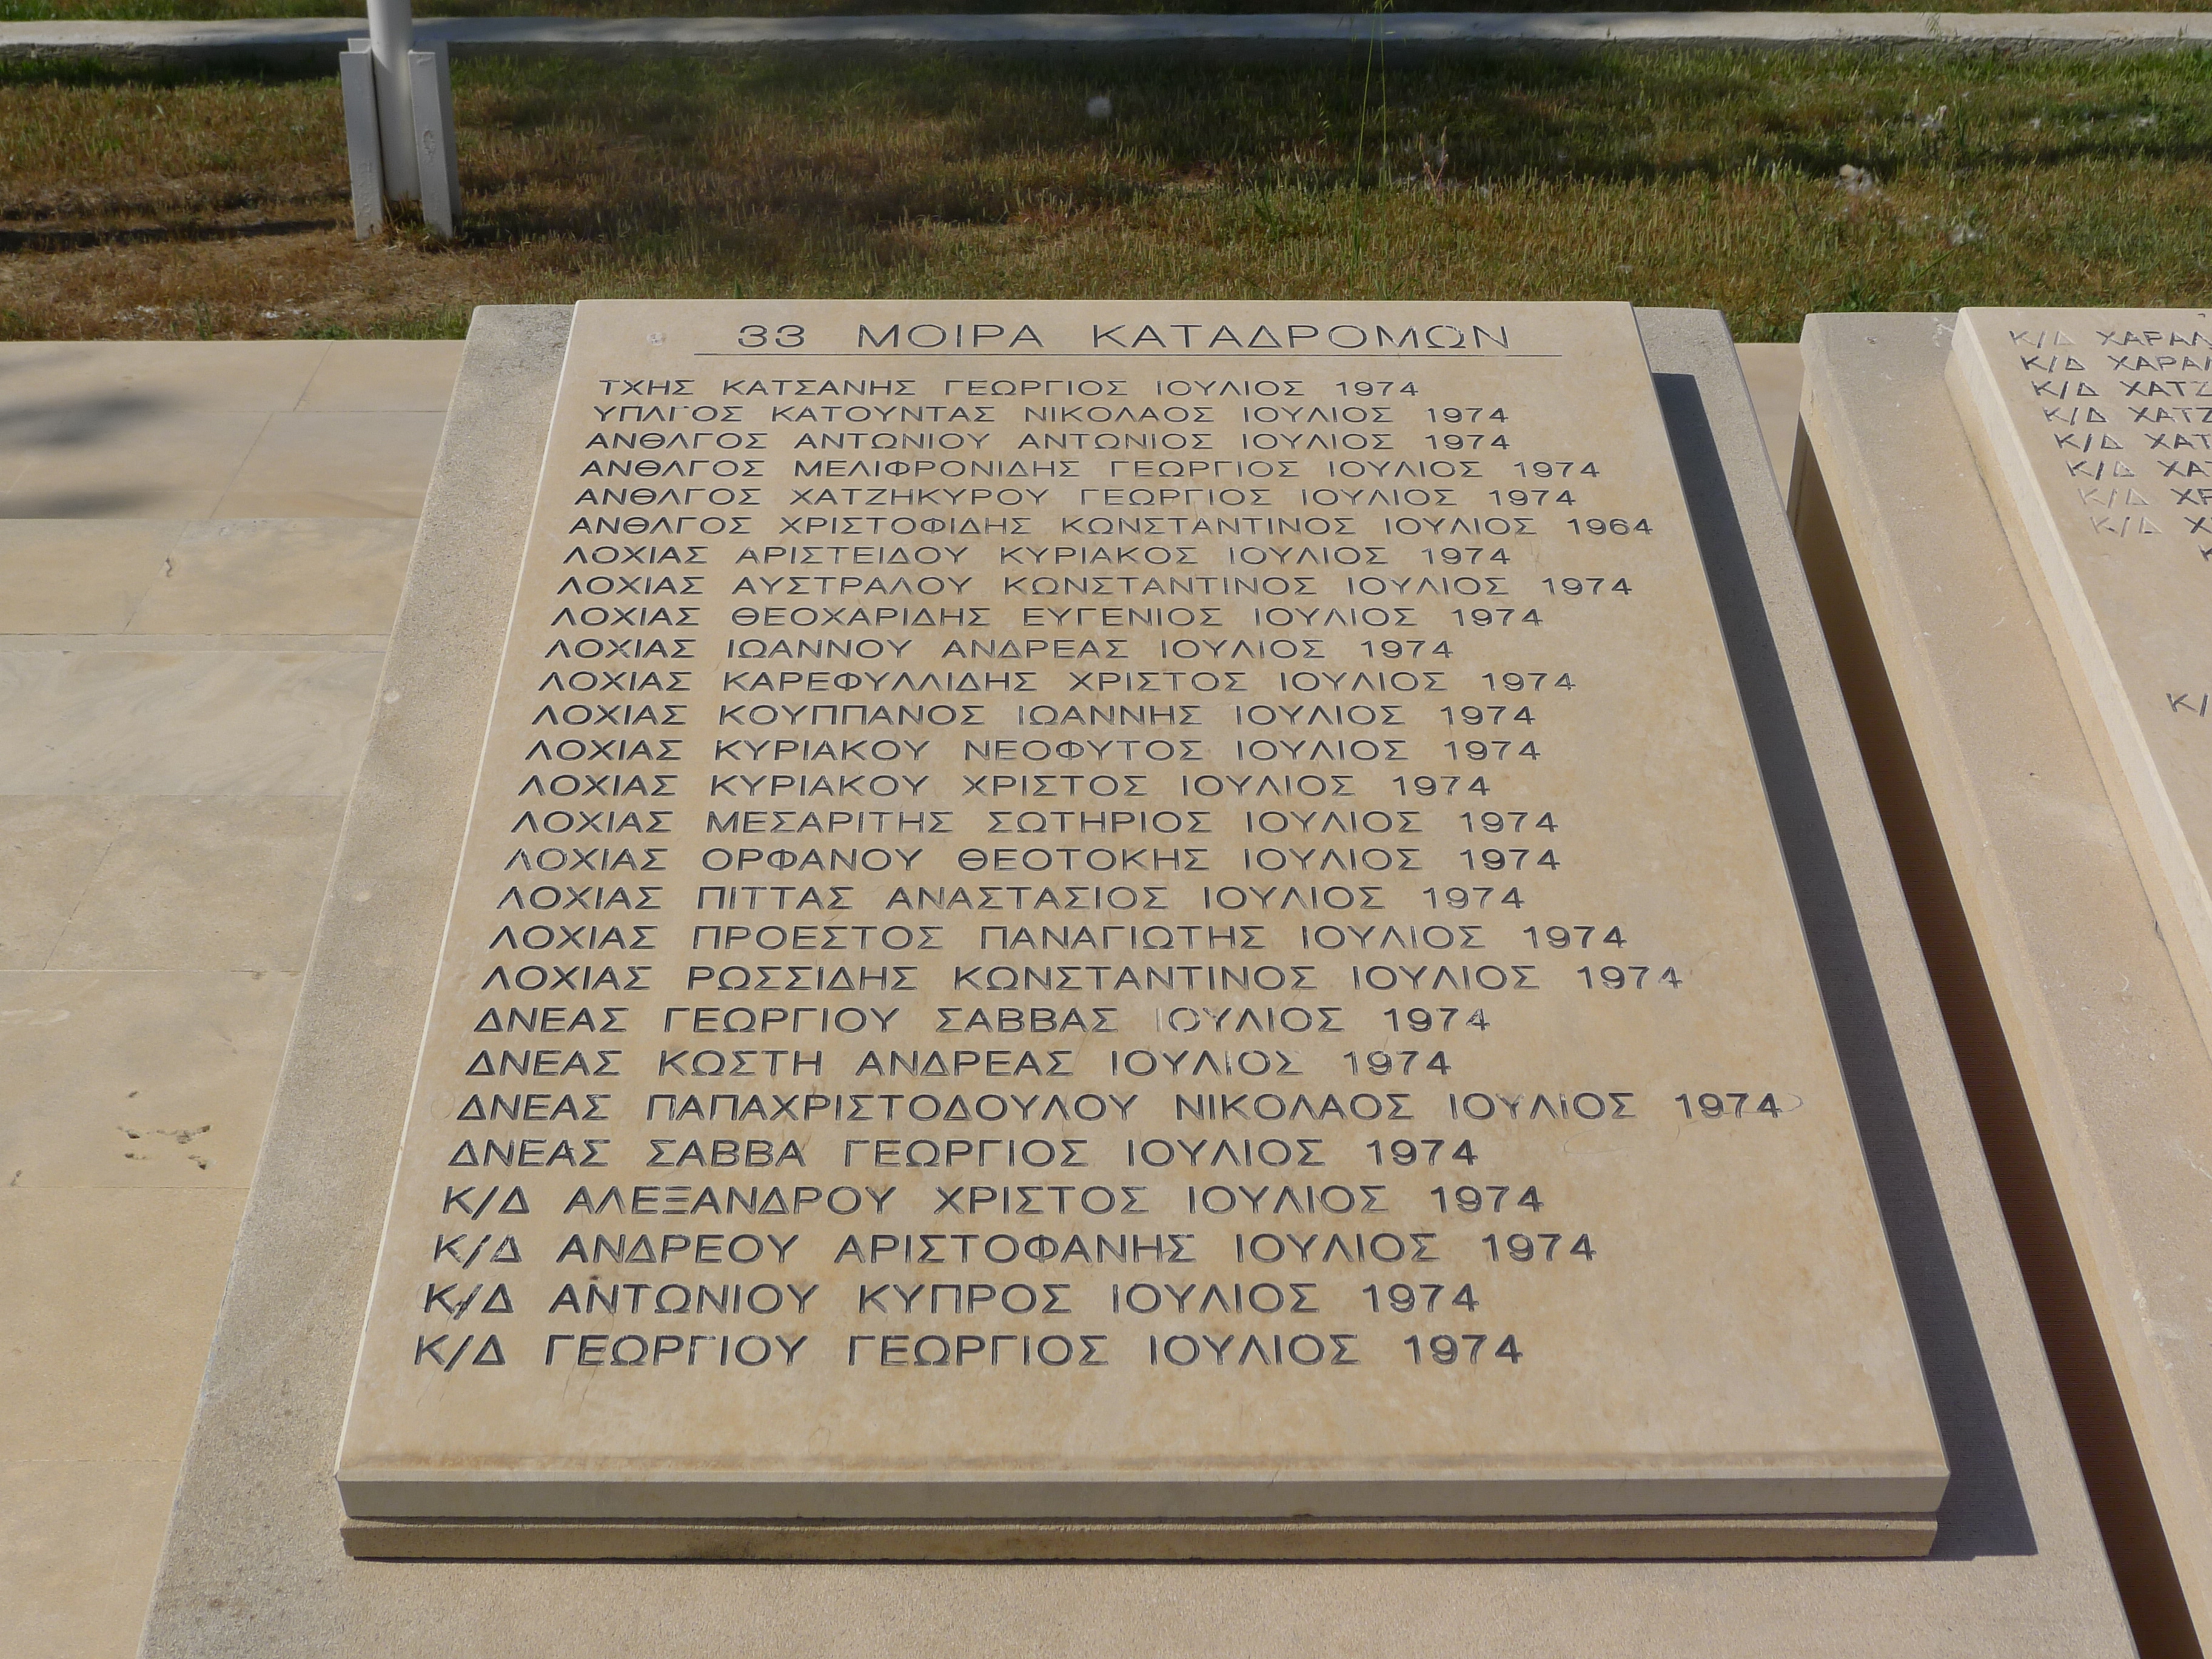 33 ΜΟΙΡΑ ΚΑΤΑΔΡΟΜΩΝ
ΤΧΗΣ ΚΑΤΣΑΝΗΣ ΓΕΩΡΓΙΟΣ ΙΟΥΛΙΟΣ 1974
ΥΠΛΓΟΣ ΚΑΤΟΥΝΤΑΣ ΝΙΚΟΛΑΟΣ ΙΟΥΛΙΟΣ 1974
ΑΝΘΛΓΟΣ ΑΝΤΩΝΙΟΥ ΑΝΤΩΝΙΟΣ ΙΟΥΛΙΟΣ 1974
ΑΝΘΛΓΟΣ ΜΕΛΙΦΡΟΝΙΔΗΣ ΓΕΩΡΓΙΟΣ ΙΟΥΛΙΟΣ 1974
ΑΝΘΛΓΟΣ ΧΑΤΖΗΚΥΡΟΥ ΓΕΩΡΓΙΟΣ ΙΟΥΛΙΟΣ 1974
ΑΝΘΛΓΟΣ ΧΡΙΣΤΟΦΙΔΗΣ ΚΩΝΣΤΑΝΤΙΝΟΣ ΙΟΥΛΙΟΣ 1964
ΛΟΧΙΑΣ ΑΡΙΣΤΕΙΔΟΥ ΚΥΡΙΑΚΟΣ ΙΟΥΛΙΟΣ 1974
ΛΟΧΙΑΣ ΑΥΣΤΡΑΛΟΥ ΚΩΝΣΤΑΝΤΙΝΟΣ ΙΟΥΛΙΟΣ 1974
ΛΟΧΙΑΣ ΘΕΟΧΑΡΙΔΗΣ ΕΥΓΕΝΙΟΣ ΙΟΥΛΙΟΣ 1974
ΛΟΧΙΑΣ ΙΩΑΝΝΟΥ ΑΝΔΡΕΑΣ ΙΟΥΛΙΟΣ 1974
ΛΟΧΙΑΣ ΚΑΡΕΦΥΛΛΙΔΗΣ ΧΡΙΣΤΟΣ ΙΟΥΛΙΟΣ 1974
ΛΟΧΙΑΣ ΚΟΥΠΠΑΝΟΣ ΙΩΑΝΝΗΣ ΙΟΥΛΙΟΣ 1974
ΛΟΧΙΑΣ ΚΥΡΙΑΚΟΥ ΝΕΟΦΥΤΟΣ ΙΟΥΛΙΟΣ 1974
ΛΟΧΙΑΣ ΚΥΡΙΑΚΟΥ ΧΡΙΣΤΟΣ ΙΟΥΛΙΟΣ 1974
ΛΟΧΙΑΣ ΜΕΣΑΡΙΤΗΣ ΣΩΤΗΡΙΟΣ ΙΟΥΛΙΟΣ 1974
ΛΟΧΙΑΣ ΟΡΦΑΝΟΥ ΘΕΟΤΟΚΗΣ ΙΟΥΛΙΟΣ 1974
ΛΟΧΙΑΣ ΠΙΤΤΑΣ ΑΝΑΣΤΑΣΙΟΣ ΙΟΥΛΙΟΣ 1974
ΛΟΧΙΑΣ ΠΡΟΕΣΤΟΣ ΠΑΝΑΓΙΩΤΗΣ ΙΟΥΛΙΟΣ 1974
ΛΟΧΙΑΣ ΡΩΣΣΙΔΗΣ ΚΩΝΣΤΑΝΤΙΝΟΣ ΙΟΥΛΙΟΣ 1974
ΔΝΕΑΣ ΓΕΩΡΓΙΟΥ ΣΑΒΒΑΣ ΙΟΥΛΙΟΣ 1974
ΔΝΕΑΣ ΚΩΣΤΗ ΑΝΔΡΕΑΣ ΙΟΥΛΙΟΣ 1974
ΔΝΕΑΣ ΠΑΠΑΧΡΙΣΤΟΔΟΥΛΟΥ ΝΙΚΟΛΑΟΣ ΙΟΥΛΙΟΣ 1974
ΔΝΕΑΣ ΣΑΒΒΑ ΓΕΩΡΓΙΟΣ ΙΟΥΛΙΟΣ 1974
Κ/Δ ΑΛΕΞΑΝΔΡΟΥ ΧΡΙΣΤΟΣ ΙΟΥΛΙΟΣ 1974
Κ/Δ ΑΝΔΡΕΟΥ ΑΡΙΣΤΟΦΑΝΗΣ ΙΟΥΛΙΟΣ 1974
Κ/Δ ΑΝΤΩΝΙΟΥ ΚΥΠΡΟΣ ΙΟΥΛΙΟΣ 1974
Κ/Δ ΓΕΩΡΓΙΟΥ ΓΕΩΡΓΙΟΣ ΙΟΥΛΙΟΣ 1974
Κ/Δ
Κ/Δ
Κ/Δ
Κ/Δ
Κ/Δ
Κ/Δ
Κ/Δ
Κ/Δ